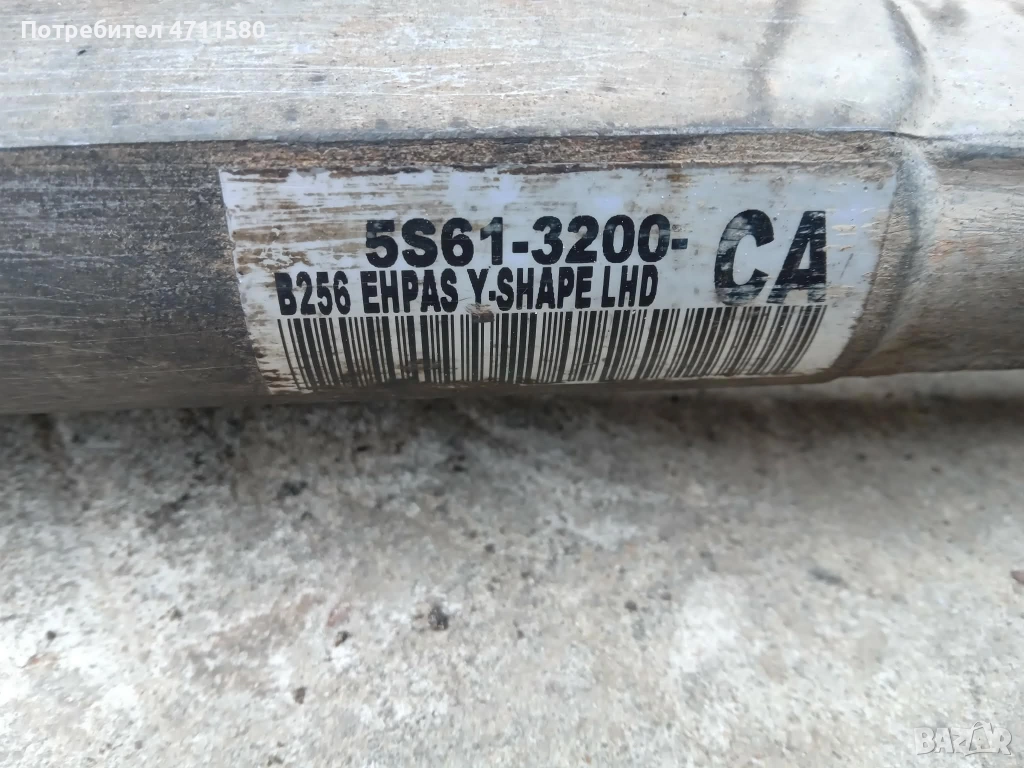 Потребител 4711580
5S61-3200-CA
B256 EHPAS Y-SHAPE LHD
BAZAR